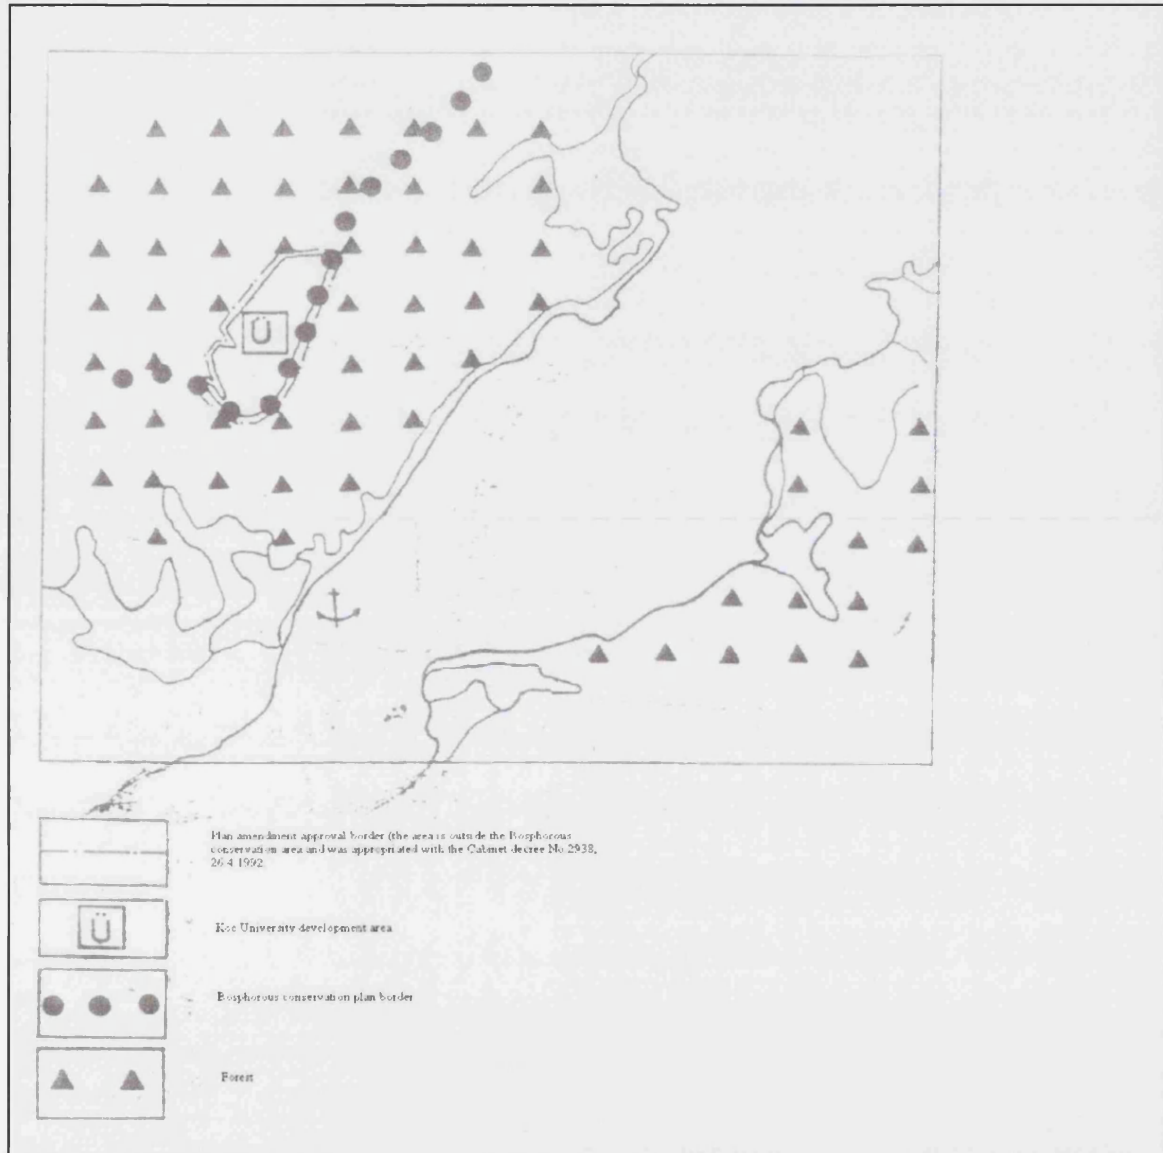 Ü
Plan amendment approval border (the area is outside the Bosphorous
conservation area and was appropriated with the Cabinet decree No.2938,
26.4.1992
Ü
Koc University development area
Bosphorous conservation plan border
Forest